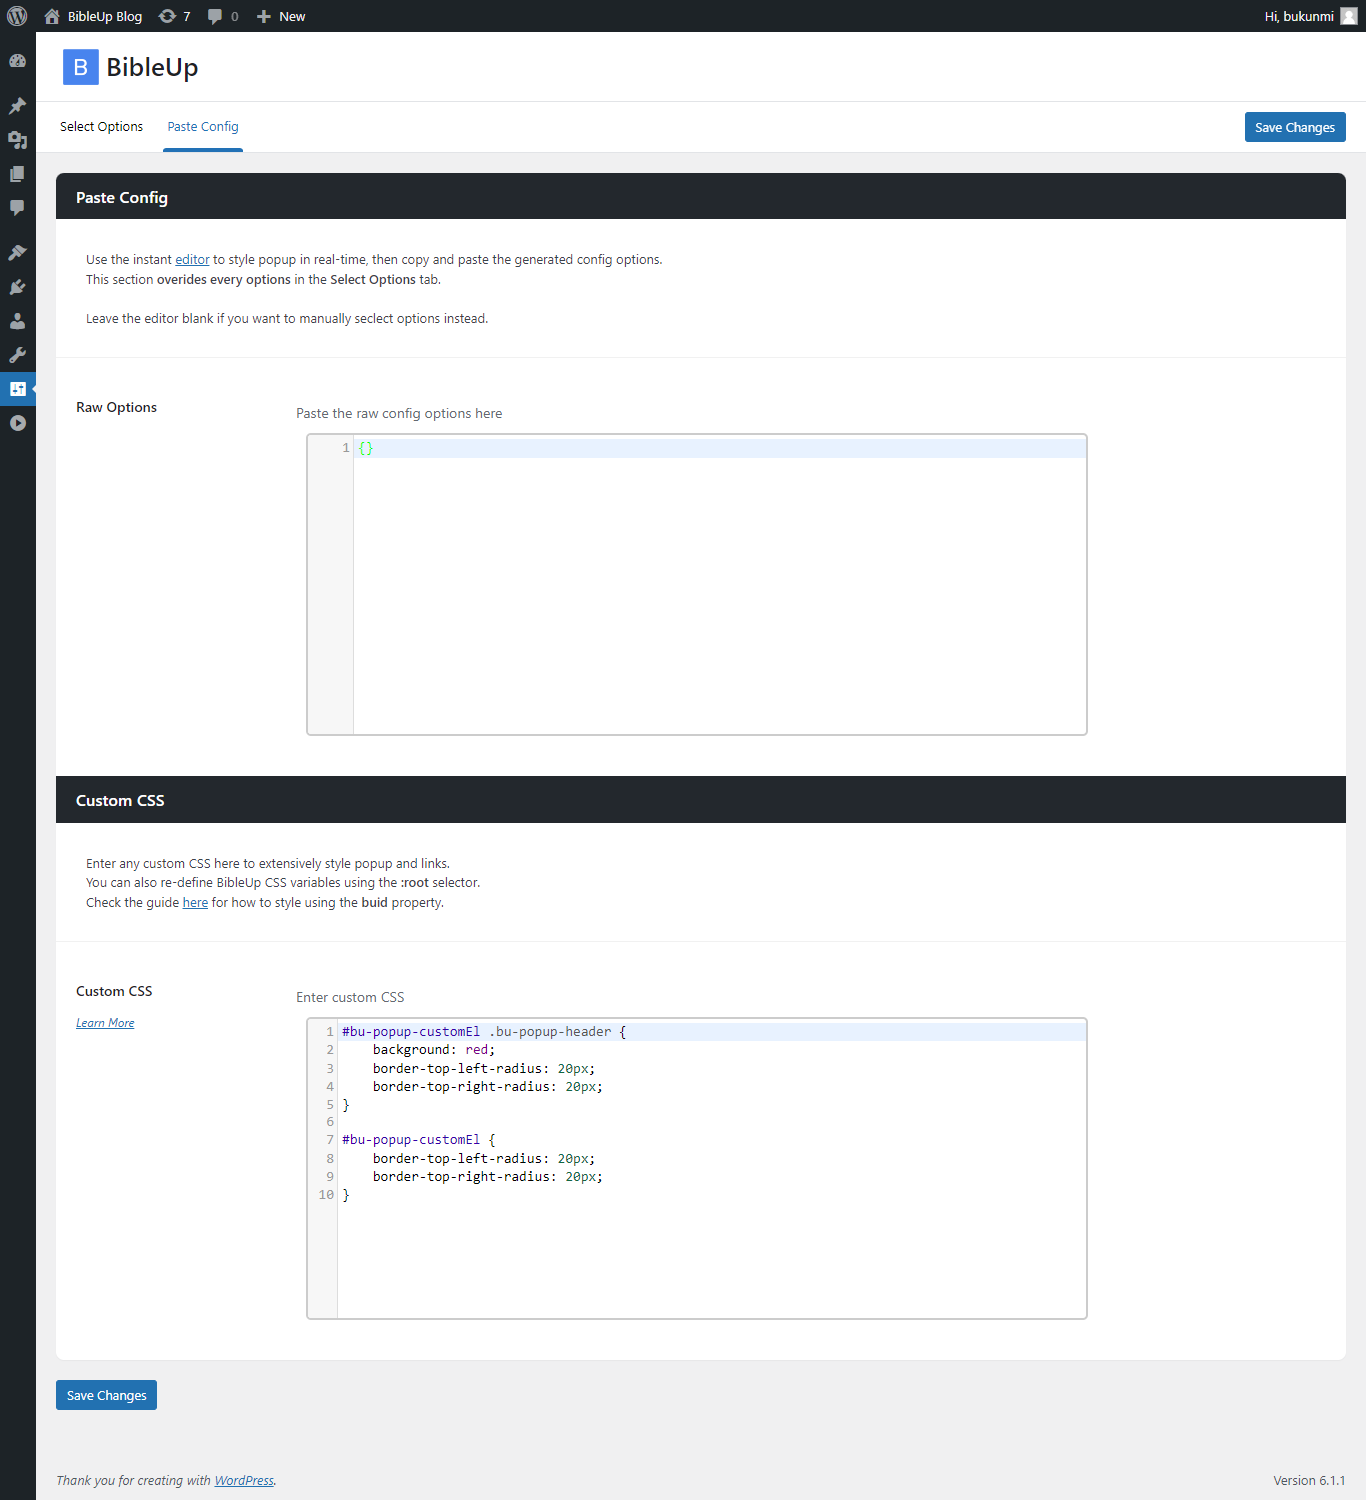 BibleUp Blog 7 0 New Hi, bukunmi
B BibleUp
Select Options Paste Config Save Changes
Paste Config
Use the instant editor to style popup in real-time, then copy and paste the generated config options.
This section overides every options in the Select Options tab.
Leave the editor blank if you want to manually seclect options instead.
Raw Options
Paste the raw config options here
1 {}
Custom CSS
Enter any custom CSS here to extensively style popup and links.
You can also re-define BibleUp CSS variables using the :root selector.
Check the guide here for how to style using the buid property.
Custom CSS
Enter custom CSS
Learn More
1 #bu-popup-customEl .bu-popup-header {
2     background: red;
3     border-top-left-radius: 20px;
4     border-top-right-radius: 20px;
5 }
6
7 #bu-popup-customEl {
8     border-top-left-radius: 20px;
9     border-top-right-radius: 20px;
10 }
Save Changes
Thank you for creating with WordPress. Version 6.1.1